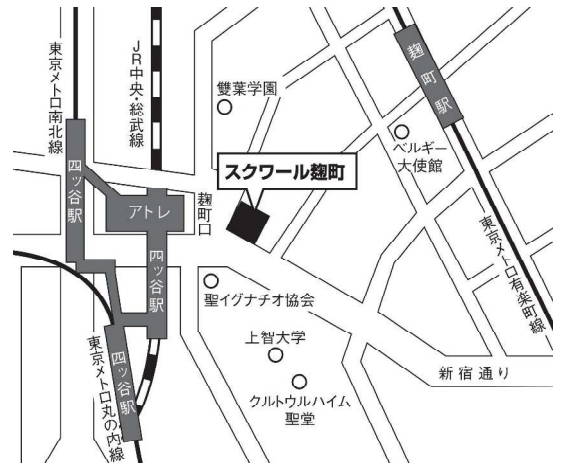 東京メトロ南北線
JR中央・総武線
雙葉学園
麹町駅
ベルギー
大使館
スクワール麹町
四ッ谷駅
アトレ
麹町口
四ッ谷駅
聖イグナチオ協会
東京メトロ有楽町線
上智大学
クルトゥルハイム
聖堂
新宿通り
四ッ谷駅
東京メトロ丸の内線